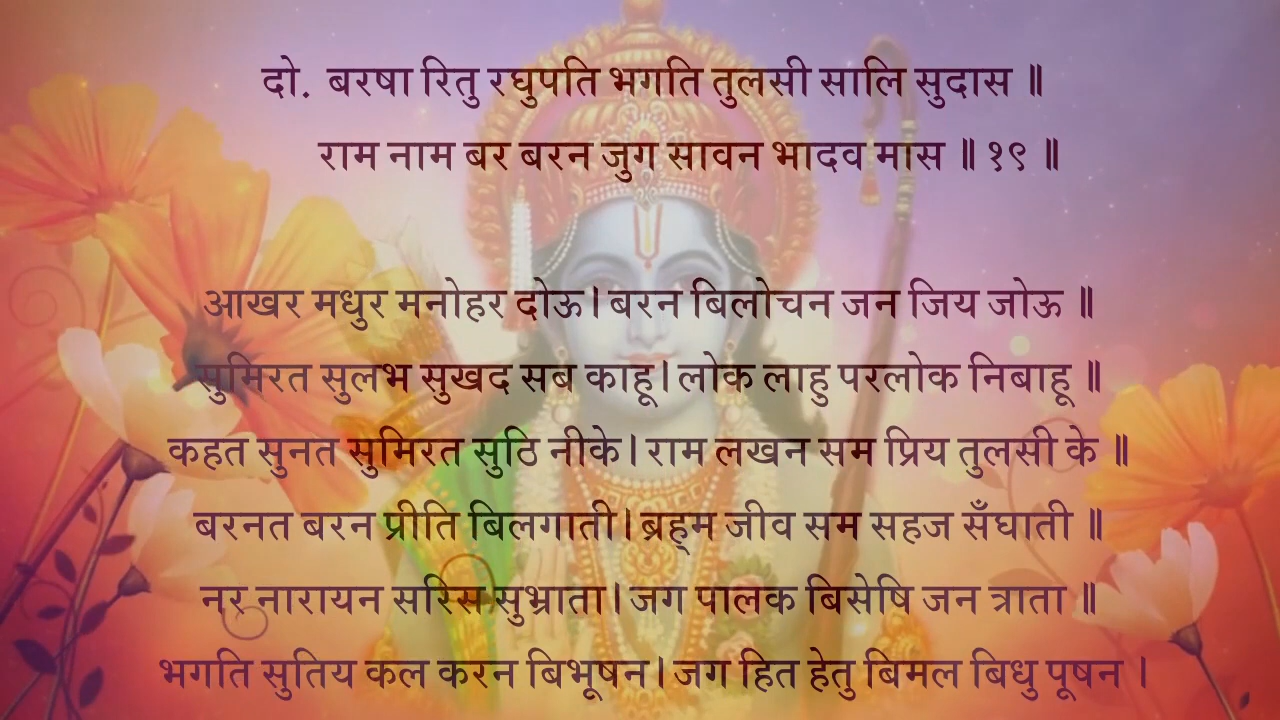 दो. बरषा रितु रघुपति भगति तुलसी सालि सुदास ॥
राम नाम बर बरन जुग सावन भादव मास ॥ १९ ॥
आखर मधुर मनोहर दोऊ। बरन बिलोचन जन जिय जोऊ ॥
सुमिरत सुलभ सुखद सब काहू। लोक लाहु परलोक निबाहू ॥
कहत सुनत सुमिरत सुठि नीके। राम लखन सम प्रिय तुलसी के ॥
बरनत बरन प्रीति बिलगाती। ब्रह्म जीव सम सहज सँघाती ॥
नर नारायन सरिस सुभ्राता। जग पालक बिसेषि जन त्राता ॥
भगति सुतिय कल करन बिभूषन। जग हित हेतु बिमल बिधु पूषन ।